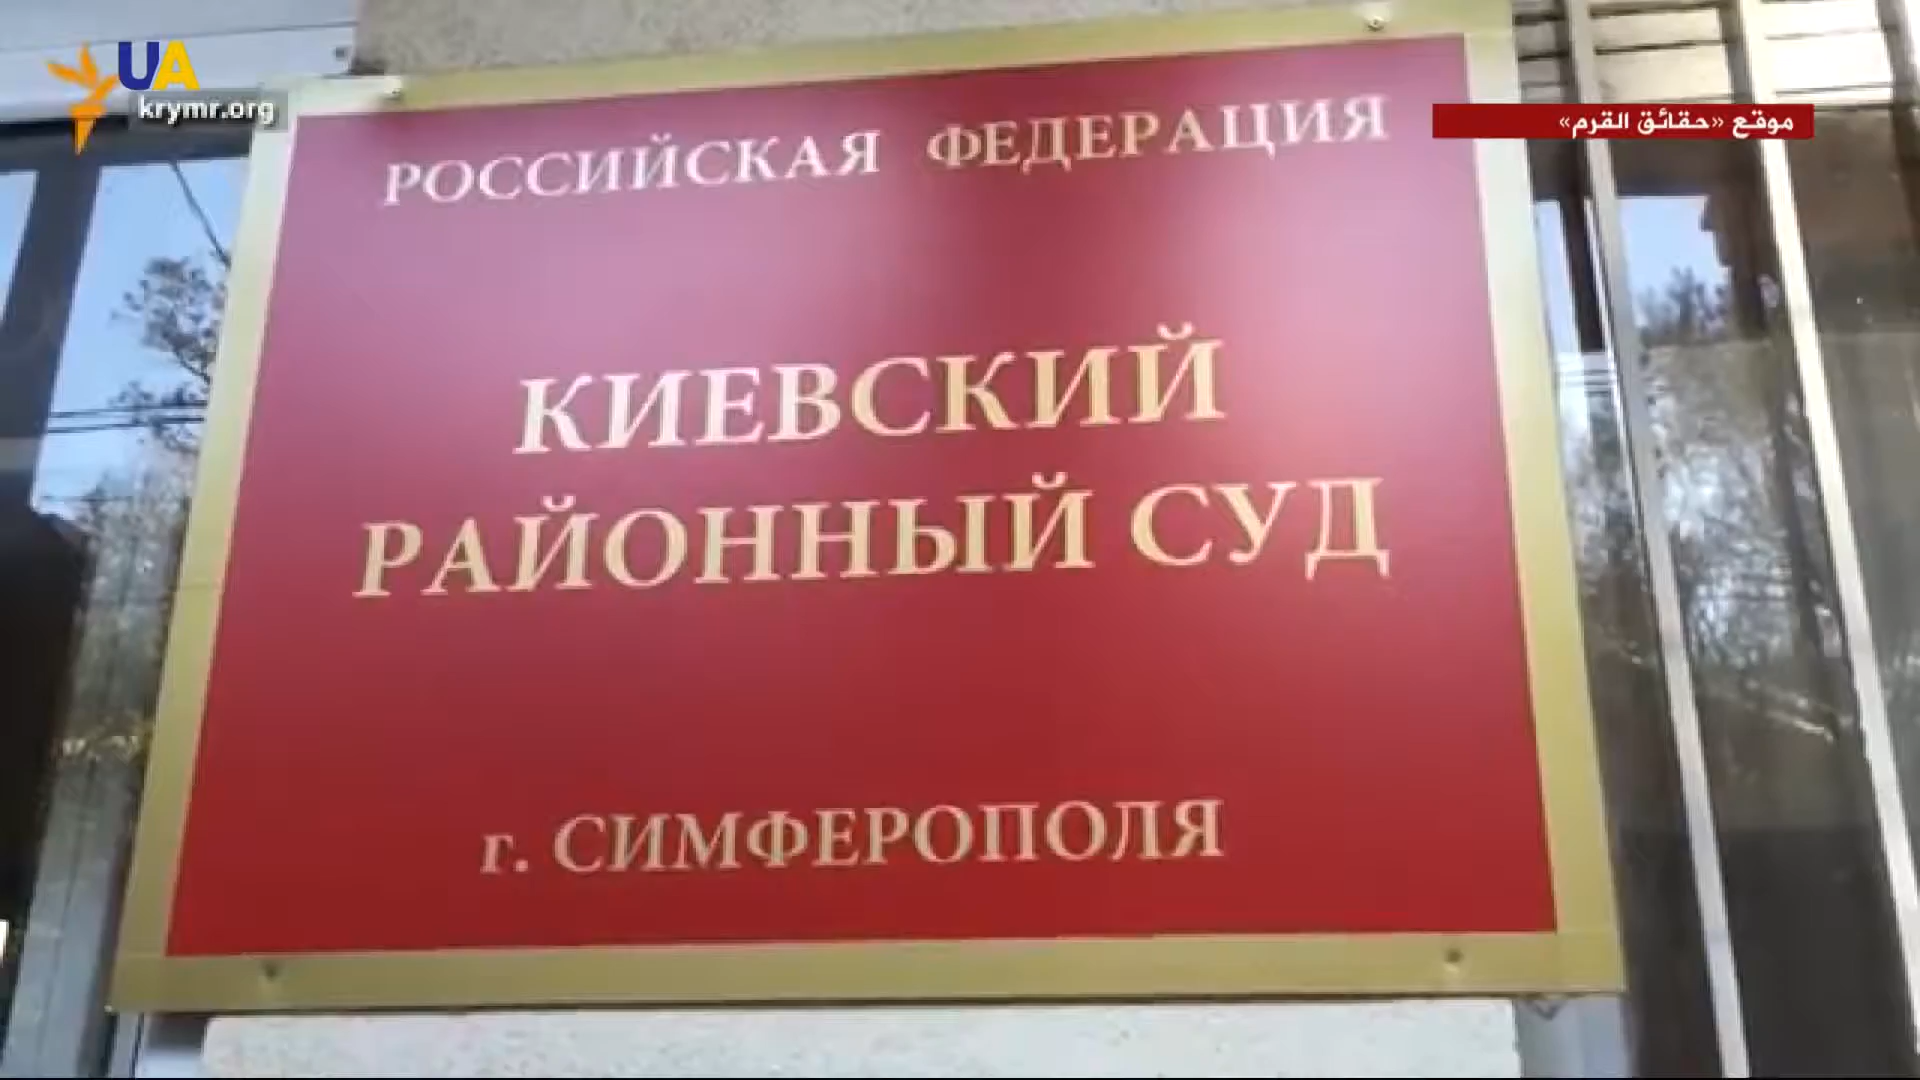 UA
krymr.org
موقع «حقائق القرم»
РОССИЙСКАЯ ФЕДЕРАЦИЯ
КИЕВСКИЙ
РАЙОННЫЙ СУД
г. СИМФЕРОПОЛЯ